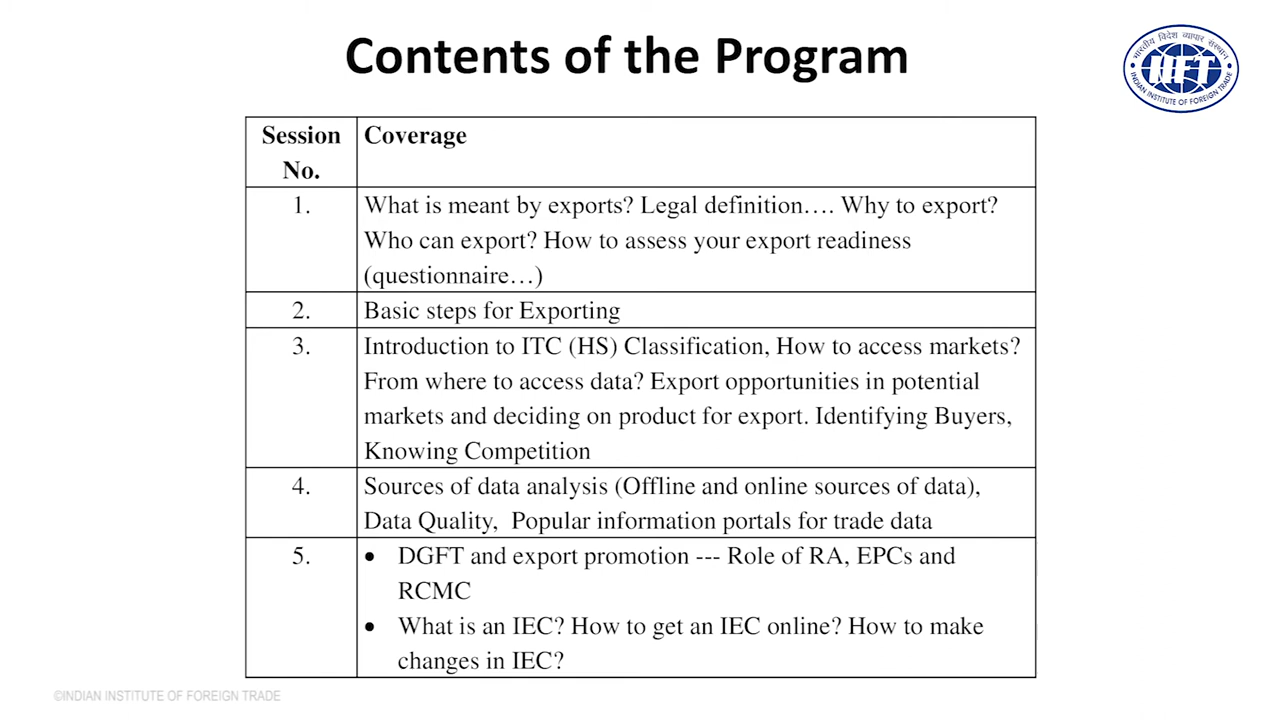 Contents of the Program
भारतीय विदेश व्यापार संस्थान
IIFT
INDIAN INSTITUTE OF FOREIGN TRADE
Session No.
Coverage
1.
What is meant by exports? Legal definition…. Why to export?
Who can export? How to assess your export readiness
(questionnaire…)
2.
Basic steps for Exporting
3.
Introduction to ITC (HS) Classification, How to access markets?
From where to access data? Export opportunities in potential
markets and deciding on product for export. Identifying Buyers,
Knowing Competition
4.
Sources of data analysis (Offline and online sources of data),
Data Quality,  Popular information portals for trade data
5.
• DGFT and export promotion --- Role of RA, EPCs and
RCMC
• What is an IEC? How to get an IEC online? How to make
changes in IEC?
©INDIAN INSTITUTE OF FOREIGN TRADE